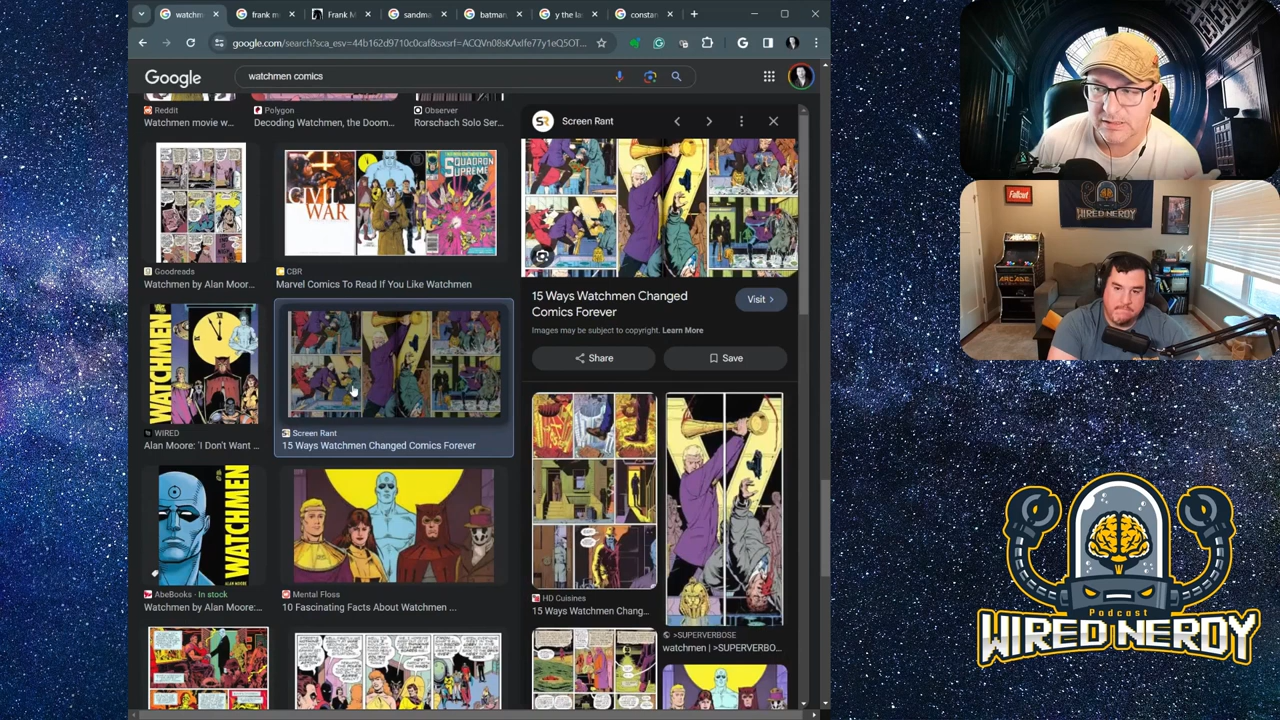 watchm
frank m
Frank M
sandma
batman
y the la
constan
google.com/search?sca_esv=44b162d9710c0caf&sxsrf=ACQVn08sKAxIfe77y1eQ5OT...
Google
watchmen comics
Reddit
Watchmen movie w...
Polygon
Decoding Watchmen, the Doom...
Observer
Rorschach Solo Ser...
Screen Rant
CIVIL
WAR
SQUADRON
SUPREME
Goodreads
Watchmen by Alan Moor...
CBR
Marvel Comics To Read If You Like Watchmen
15 Ways Watchmen Changed
Comics Forever
Visit
Images may be subject to copyright. Learn More
Share
Save
WATCHMEN
WIRED
Alan Moore: 'I Don't Want ...
Screen Rant
15 Ways Watchmen Changed Comics Forever
WATCHMEN
ALAN MOORE
AbeBooks · In stock
Watchmen by Alan Moore:...
Mental Floss
10 Fascinating Facts About Watchmen ...
HD Cuisines
15 Ways Watchmen Chang...
>SUPERVERBOSE
watchmen | >SUPERVERBO...
Fallout
WIRED NERDY
ARCADE
Podcast
WIRED NERDY